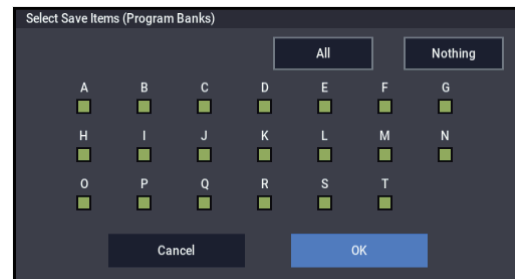 Select Save Items (Program Banks)
All Nothing
A B C D E F G
H I J K L M N
O P Q R S T
Cancel OK